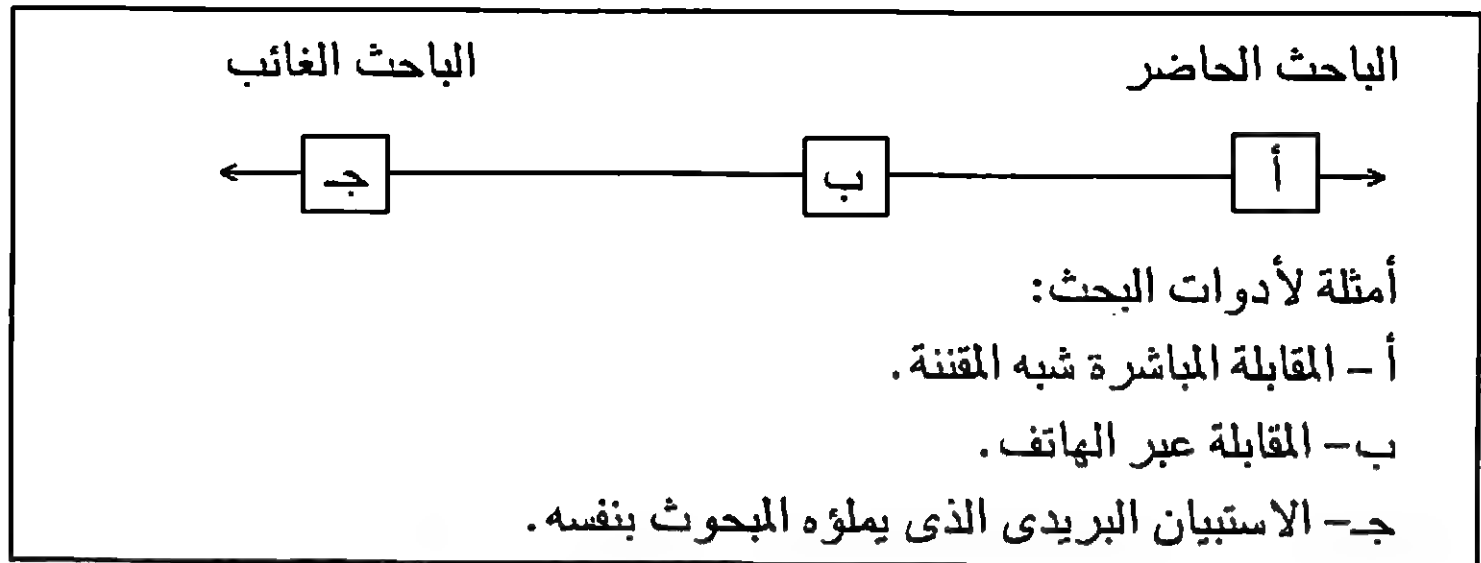 الباحث الحاضر الباحث الغائب
أ ب جـ
أمثلة لأدوات البحث:
أ – المقابلة المباشرة شبه المقننة.
ب – المقابلة عبر الهاتف.
جـ – الاستبيان البريدى الذى يملؤه المبحوث بنفسه.